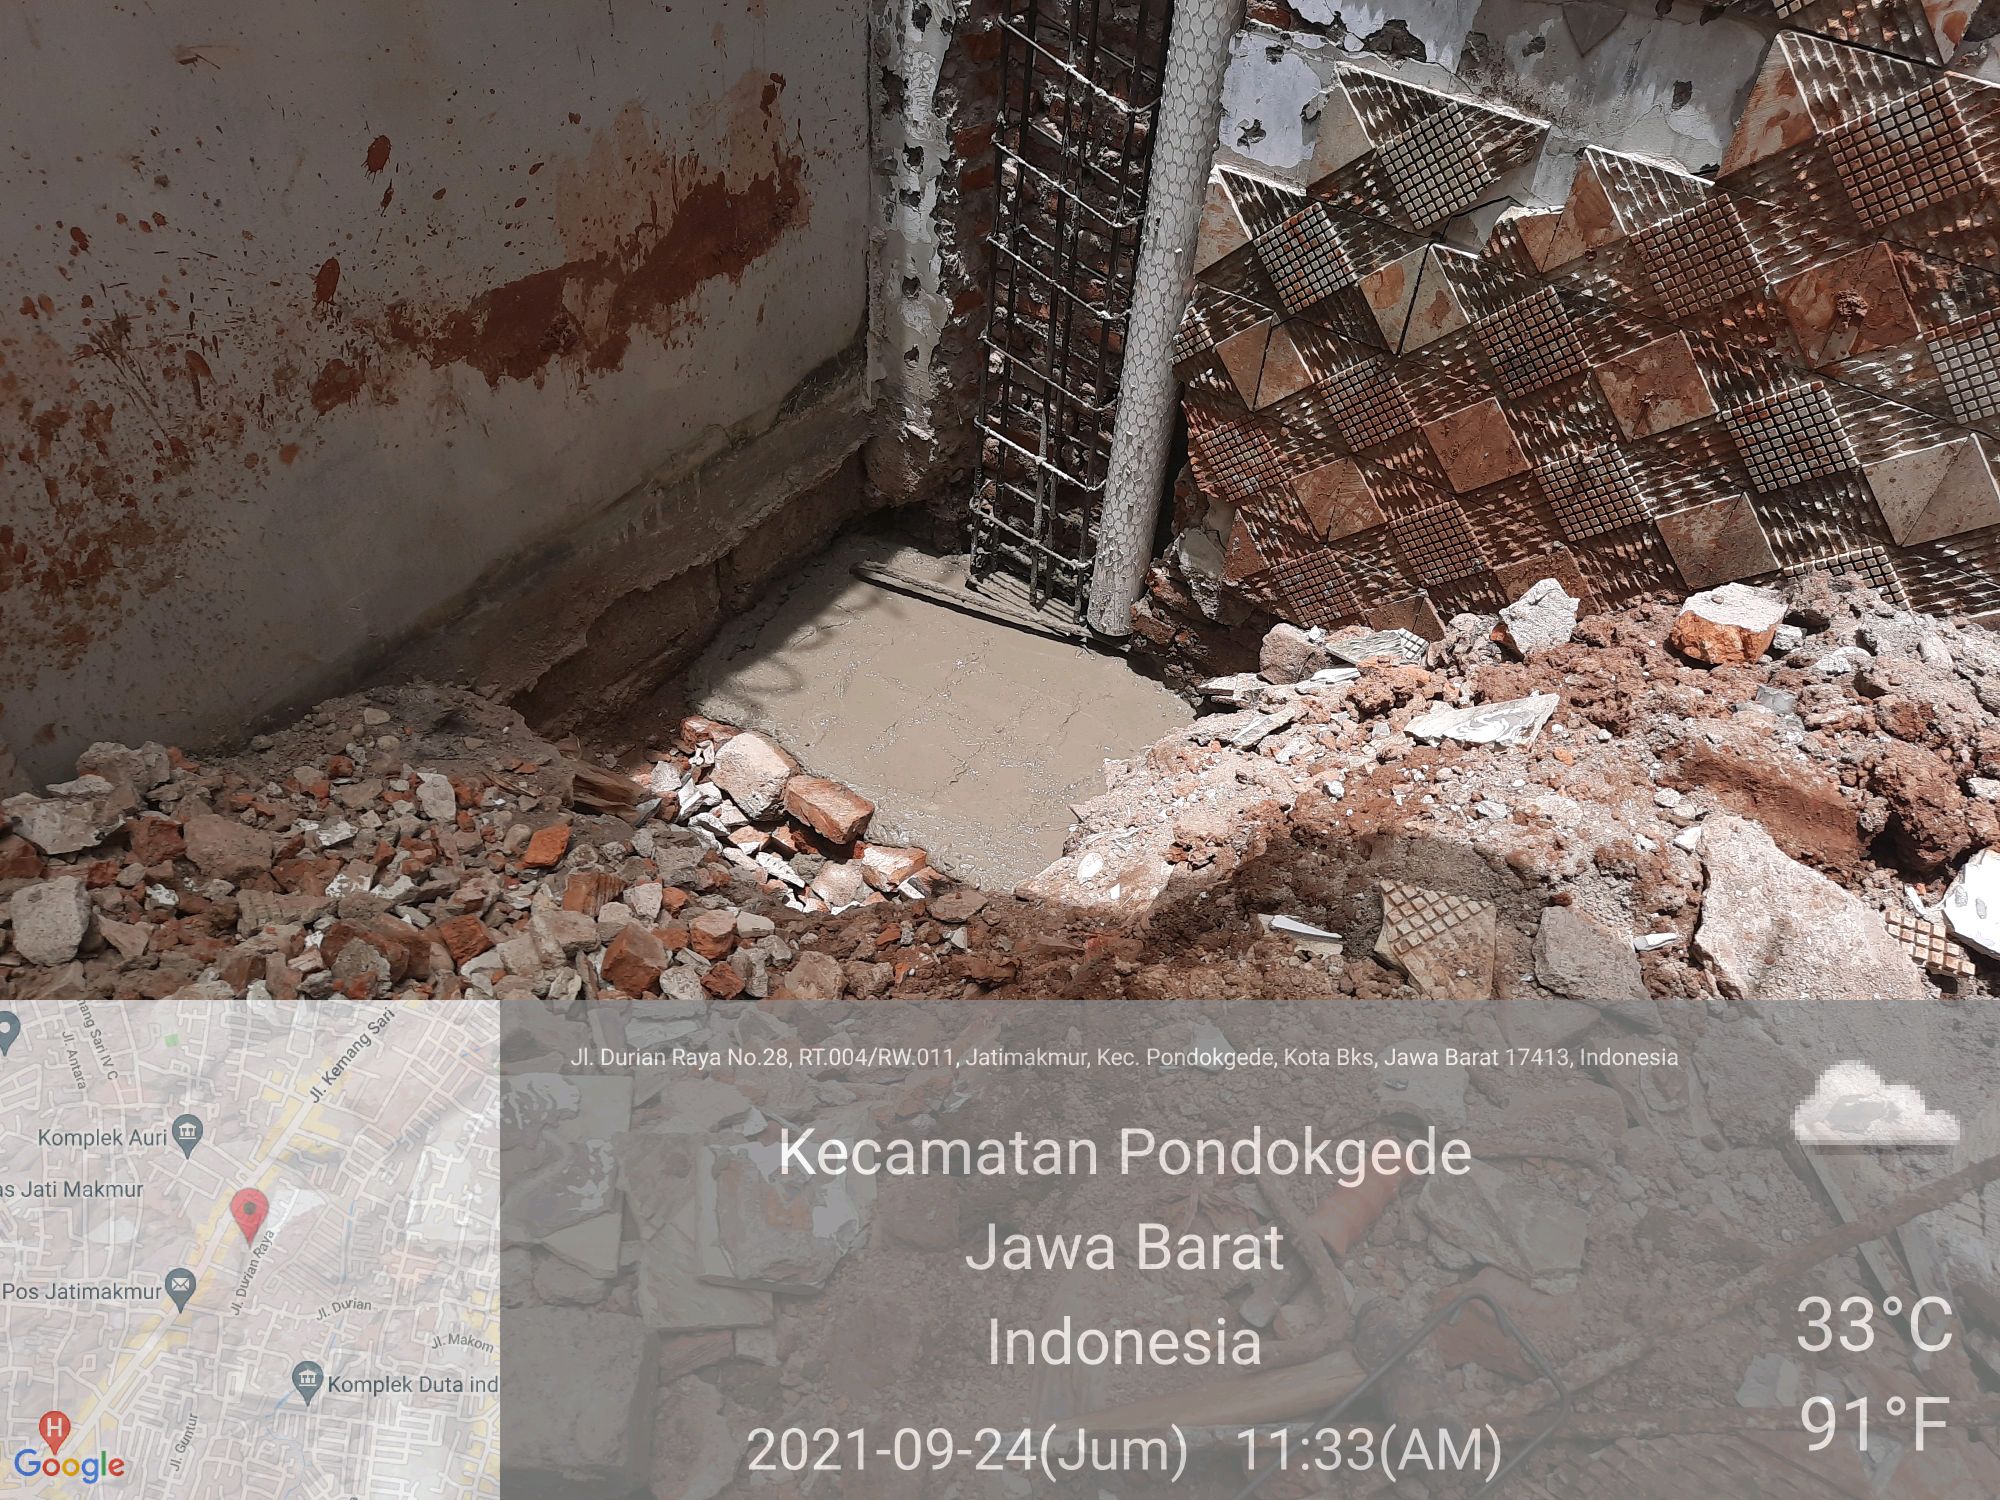 Jl. Durian Raya No.28, RT.004/RW.011, Jatimakmur, Kec. Pondokgede, Kota Bks, Jawa Barat 17413, Indonesia
Kecamatan Pondokgede
Jawa Barat
Indonesia
2021-09-24(Jum) 11:33(AM)
33°C
91°F
ang Sari IV C
Jl. Antara
Jl. Kemang Sari
Komplek Auri
as Jati Makmur
Jl. Durian Raya
Pos Jatimakmur
Jl. Durian
Jl. Makom
Komplek Duta ind
Jl. Guntur
H
Google